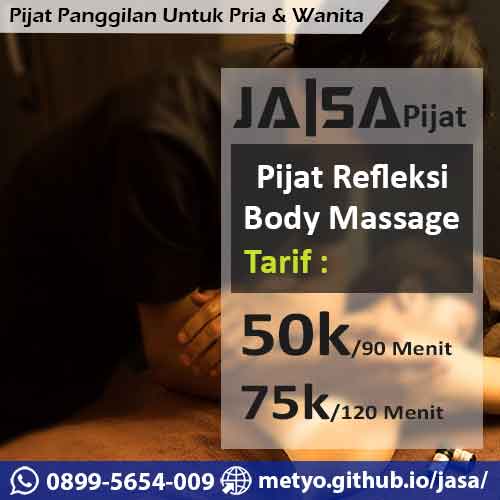 Pijat Panggilan Untuk Pria & Wanita
JA|SA Pijat
Pijat Refleksi
Body Massage
Tarif :
50k/90 Menit
75k/120 Menit
0899-5654-009 metyo.github.io/jasa/